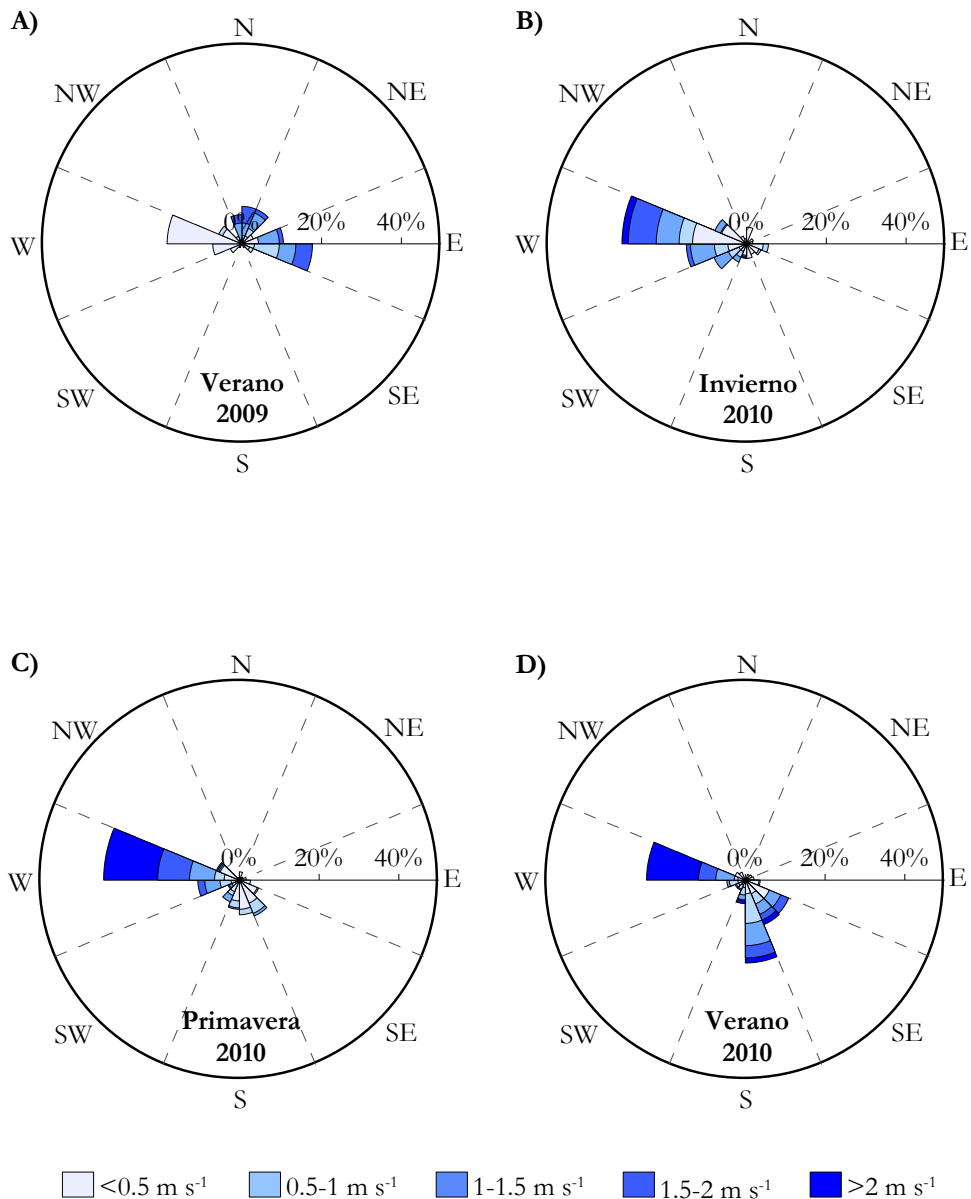 A)
N
NW
NE
0%
%
20%
40%
W
E
SW
SE
Verano
2009
S
B)
N
NW
NE
0%
20%
40%
W
E
SW
SE
Invierno
2010
S
C)
N
NW
NE
0%
20%
40%
W
E
SW
SE
Primavera
2010
S
D)
N
NW
NE
0%
20%
40%
W
E
SW
SE
Verano
2010
S
<0.5 m s⁻¹ 0.5-1 m s⁻¹ 1-1.5 m s⁻¹ 1.5-2 m s⁻¹ >2 m s⁻¹